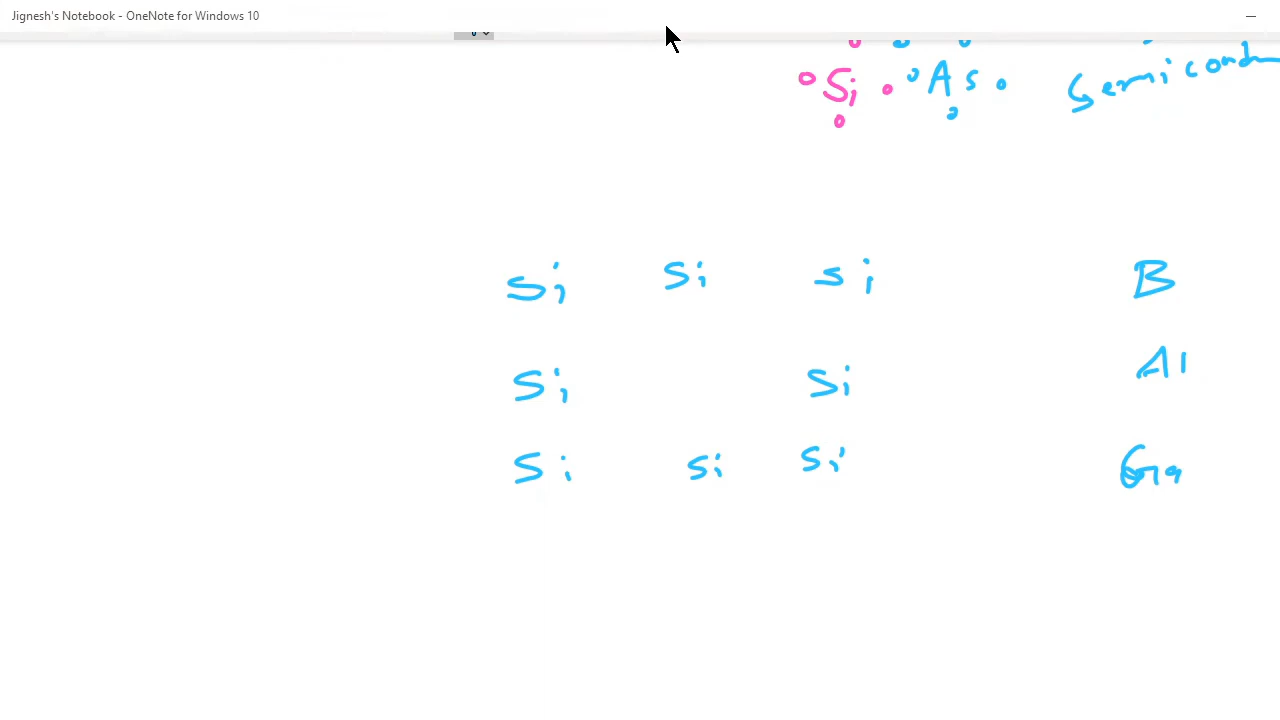 Jignesh's Notebook - OneNote for Windows 10
Si As Semicond
Si Si Si B
Si Si Al
Si Si Si Ga